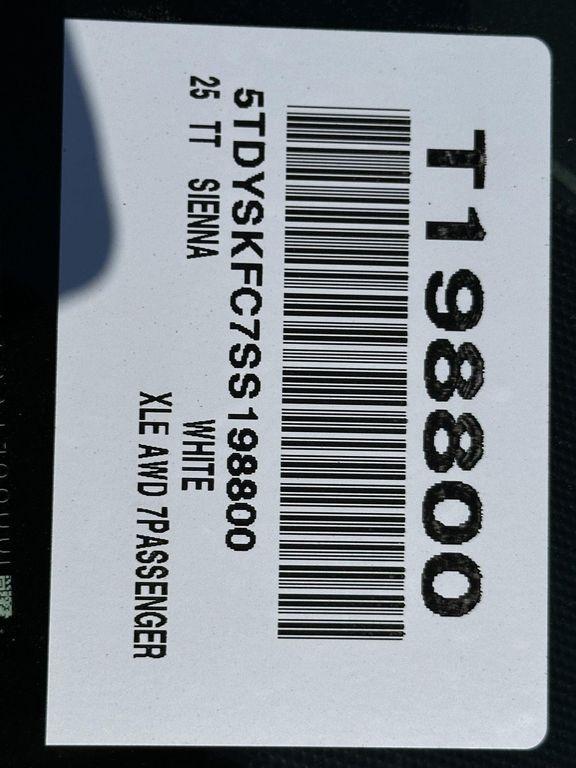 T198800
5TDYSKFC7SS198800
25 TT SIENNA
WHITE
XLE AWD 7PASSENGER